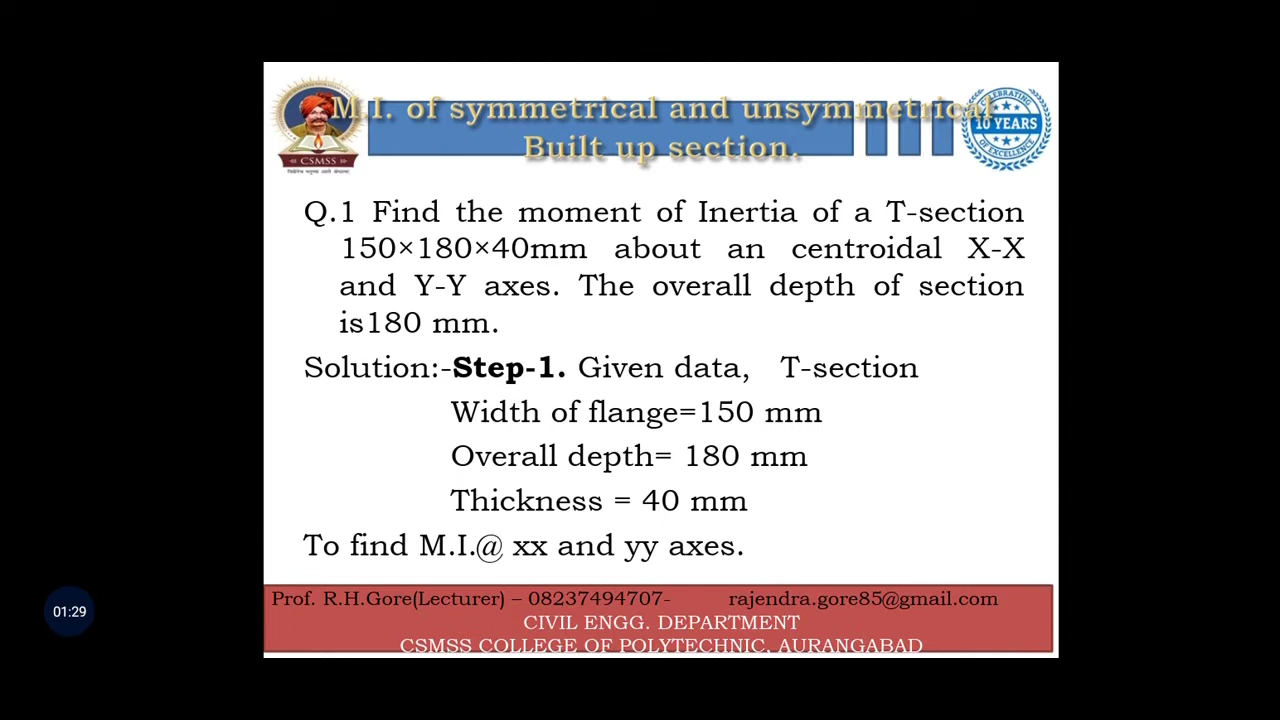 M.I. of symmetrical and unsymmetrical
Built up section.
CSMSS
CELEBRATING
10 YEARS
OF EXCELLENCE
Q.1 Find the moment of Inertia of a T-section
150×180×40mm about an centroidal X-X
and Y-Y axes. The overall depth of section
is180 mm.
Solution:-Step-1. Given data, T-section
Width of flange=150 mm
Overall depth= 180 mm
Thickness = 40 mm
To find M.I.@ xx and yy axes.
01:29
Prof. R.H.Gore(Lecturer) – 08237494707- rajendra.gore85@gmail.com
CIVIL ENGG. DEPARTMENT
CSMSS COLLEGE OF POLYTECHNIC, AURANGABAD